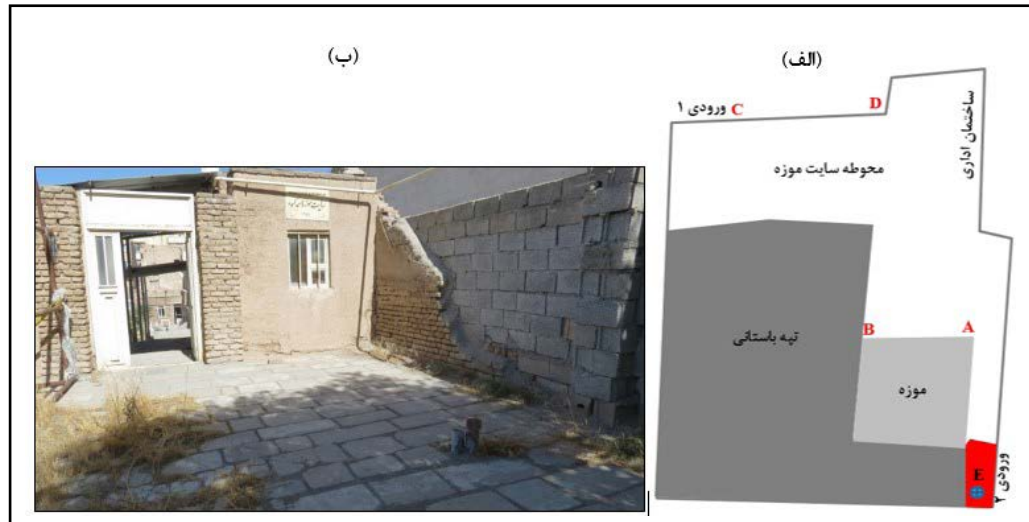 (الف)
(ب)
D
C ورودی ۱
ساختمان اداری
محوطه سایت موزه
B
A
تپه باستانی
موزه
E
ورودی ۲